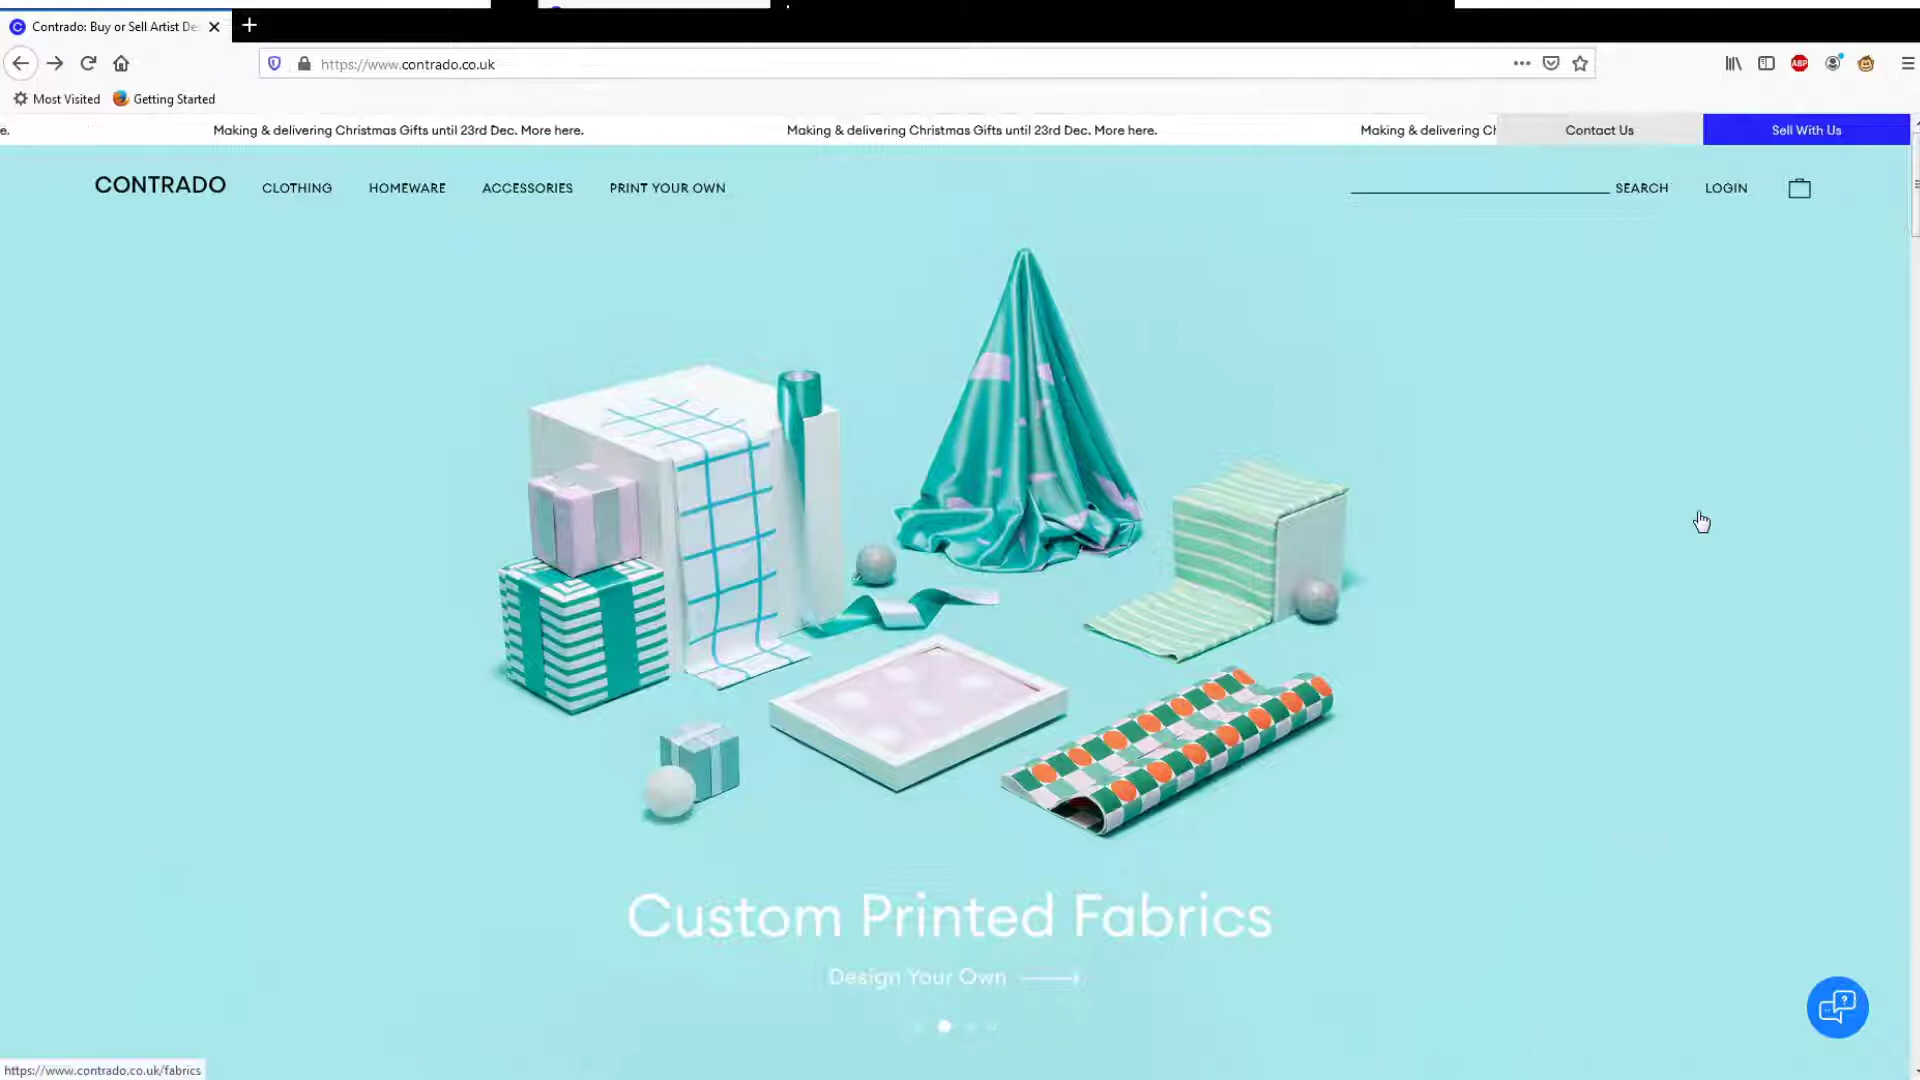 Contrado: Buy or Sell Artist De
https://www.contrado.co.uk
ABP
Most Visited
Getting Started
e.
Making & delivering Christmas Gifts until 23rd Dec. More here.
Making & delivering Christmas Gifts until 23rd Dec. More here.
Making & delivering Ch
Contact Us
Sell With Us
CONTRADO
CLOTHING
HOMEWARE
ACCESSORIES
PRINT YOUR OWN
SEARCH
LOGIN
Custom Printed Fabrics
Design Your Own
https://www.contrado.co.uk/fabrics